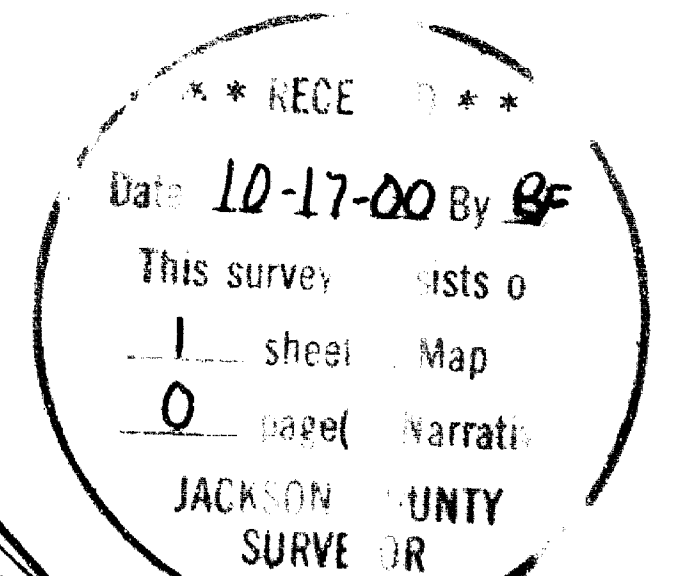 * * RECE D * *
Date 10-17-00 By BF
This survey sists o
1 sheet Map
0 page( Narrati
JACKSON UNTY
SURVE OR